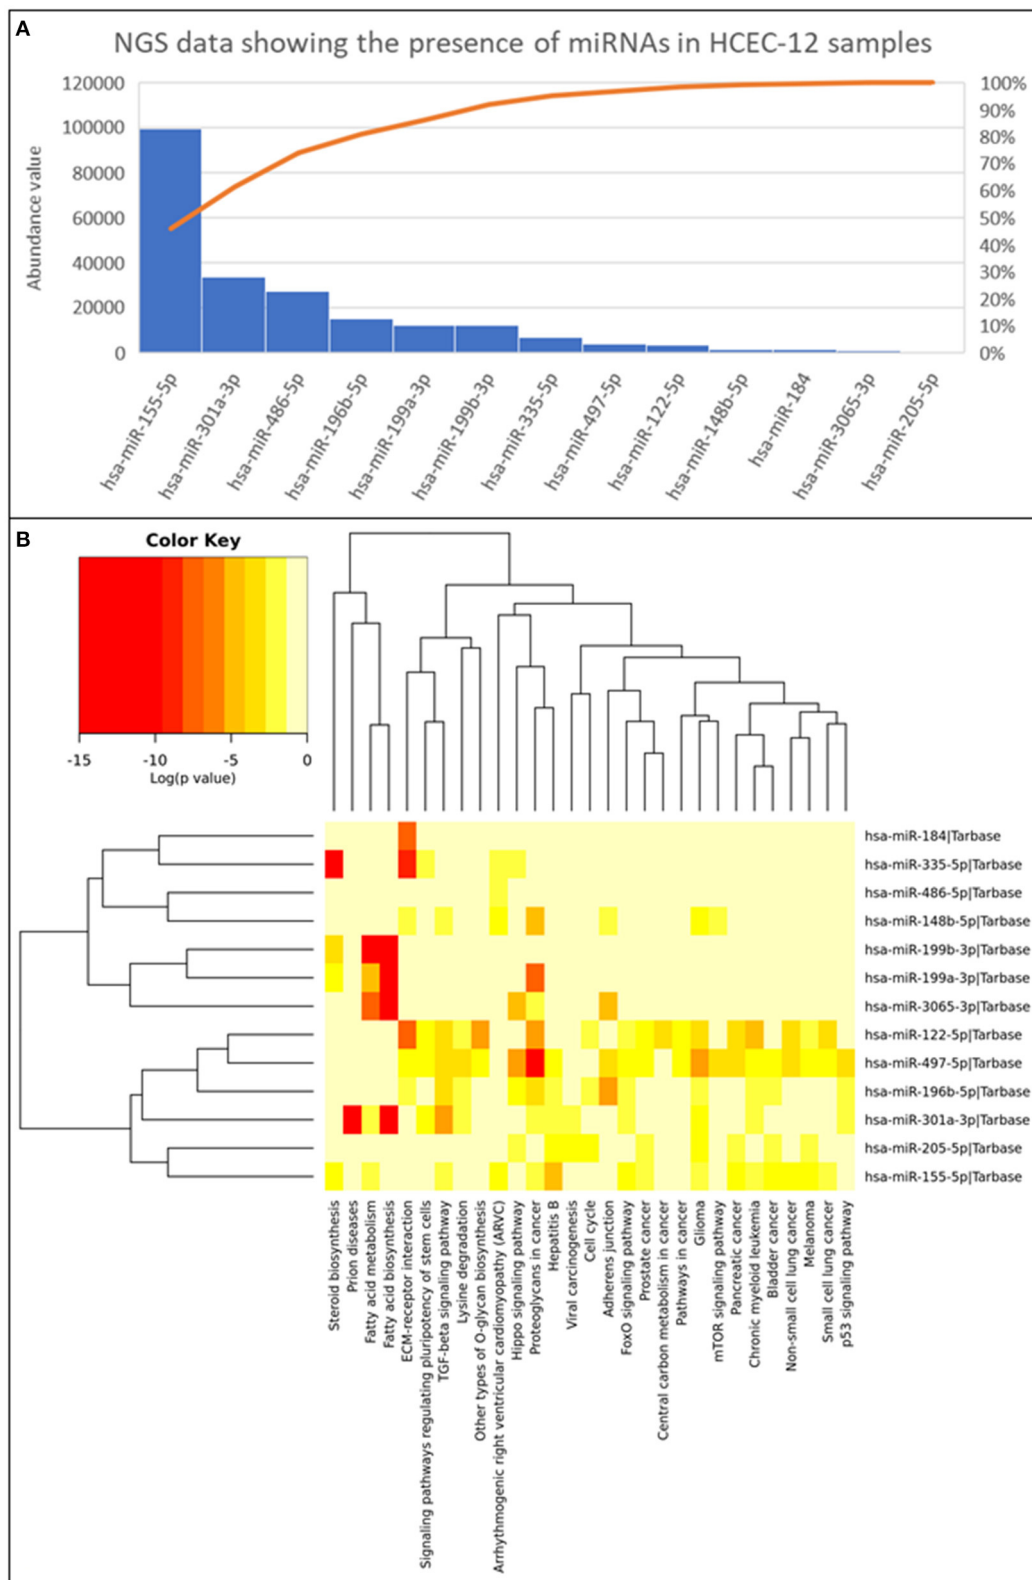 A
NGS data showing the presence of miRNAs in HCEC-12 samples
Abundance value
120000
100000
80000
60000
40000
20000
0
100%
90%
80%
70%
60%
50%
40%
30%
20%
10%
0%
hsa-miR-155-5p
hsa-miR-301a-3p
hsa-miR-486-5p
hsa-miR-196b-5p
hsa-miR-199a-3p
hsa-miR-199b-3p
hsa-miR-335-5p
hsa-miR-497-5p
hsa-miR-122-5p
hsa-miR-148b-5p
hsa-miR-184
hsa-miR-3065-3p
hsa-miR-205-5p
B
Color Key
-15 -10 -5 0
Log(p value)
hsa-miR-184|Tarbase
hsa-miR-335-5p|Tarbase
hsa-miR-486-5p|Tarbase
hsa-miR-148b-5p|Tarbase
hsa-miR-199b-3p|Tarbase
hsa-miR-199a-3p|Tarbase
hsa-miR-3065-3p|Tarbase
hsa-miR-122-5p|Tarbase
hsa-miR-497-5p|Tarbase
hsa-miR-196b-5p|Tarbase
hsa-miR-301a-3p|Tarbase
hsa-miR-205-5p|Tarbase
hsa-miR-155-5p|Tarbase
Steroid biosynthesis
Prion diseases
Fatty acid metabolism
Fatty acid biosynthesis
ECM-receptor interaction
Signaling pathways regulating pluripotency of stem cells
TGF-beta signaling pathway
Lysine degradation
Other types of O-glycan biosynthesis
Arrhythmogenic right ventricular cardiomyopathy (ARVC)
Hippo signaling pathway
Proteoglycans in cancer
Hepatitis B
Viral carcinogenesis
Cell cycle
Adherens junction
FoxO signaling pathway
Prostate cancer
Central carbon metabolism in cancer
Pathways in cancer
Glioma
mTOR signaling pathway
Pancreatic cancer
Chronic myeloid leukemia
Bladder cancer
Non-small cell lung cancer
Melanoma
Small cell lung cancer
p53 signaling pathway